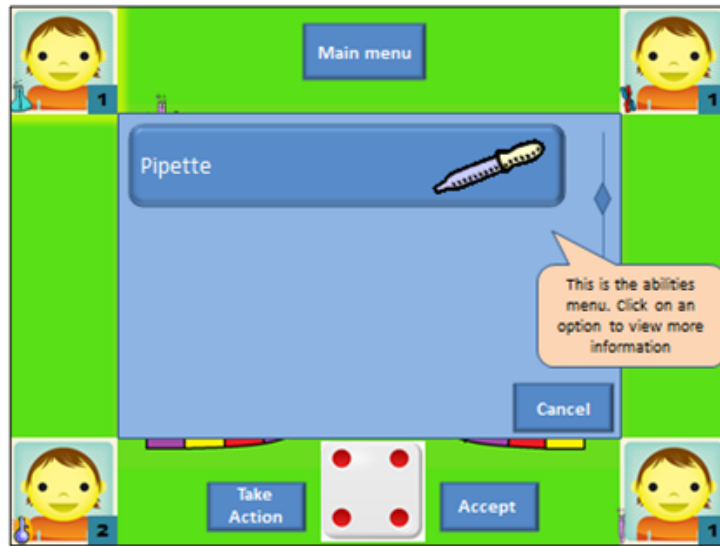 Main menu
1
1
Pipette
This is the abilities
menu. Click on an
option to view more
information
Cancel
Take
Action
Accept
2
1